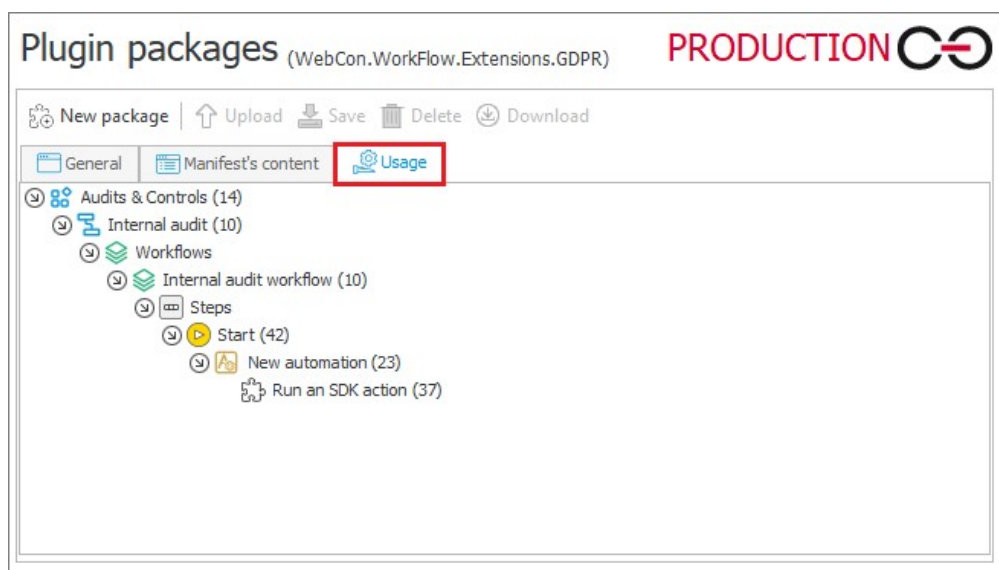 Plugin packages (WebCon.WorkFlow.Extensions.GDPR) PRODUCTION
New package Upload Save Delete Download
General Manifest's content Usage
Audits & Controls (14)
Internal audit (10)
Workflows
Internal audit workflow (10)
Steps
Start (42)
New automation (23)
Run an SDK action (37)